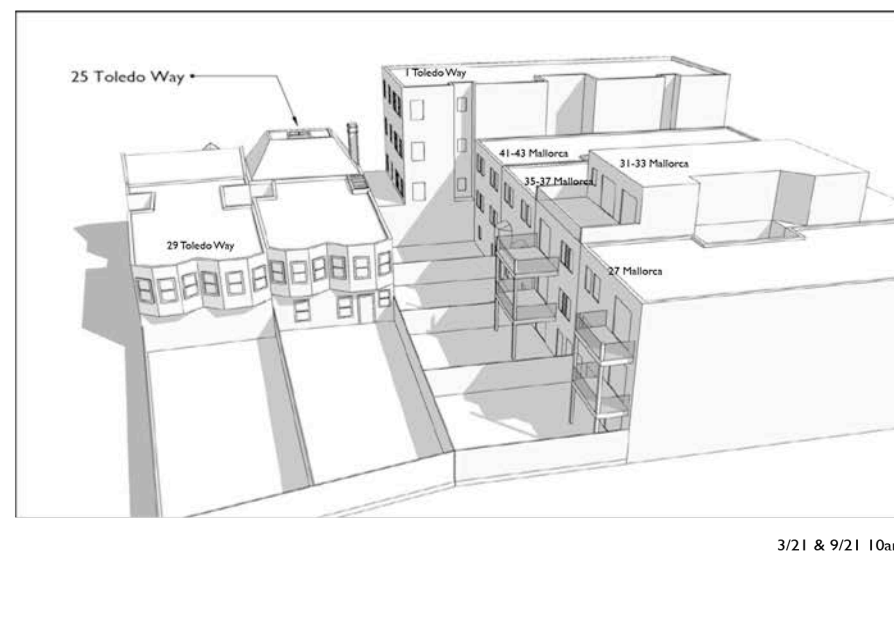 1 Toledo Way
25 Toledo Way
41-43 Mallorca
31-33 Mallorca
35-37 Mallorca
29 Toledo Way
27 Mallorca
3/21 & 9/21 10a